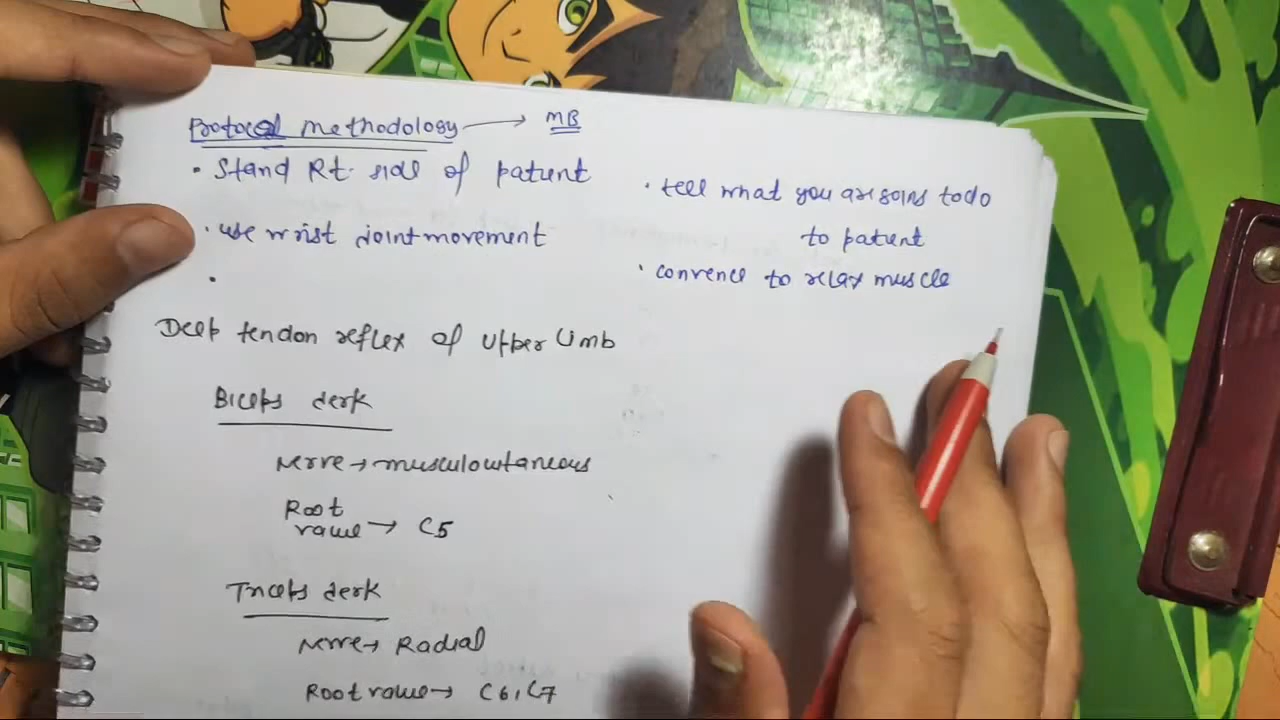 Protocol methodology → MB
• Stand Rt. side of patient
• use wrist joint movement
•
• tell what you are going to do
to patient
• convence to relax muscle
Deep tendon reflex of upper limb
Biceps jerk
Nerve → musculocutaneous
Root
value → C5
Triceps jerk
Nerve → Radial
Root value → C6, C7